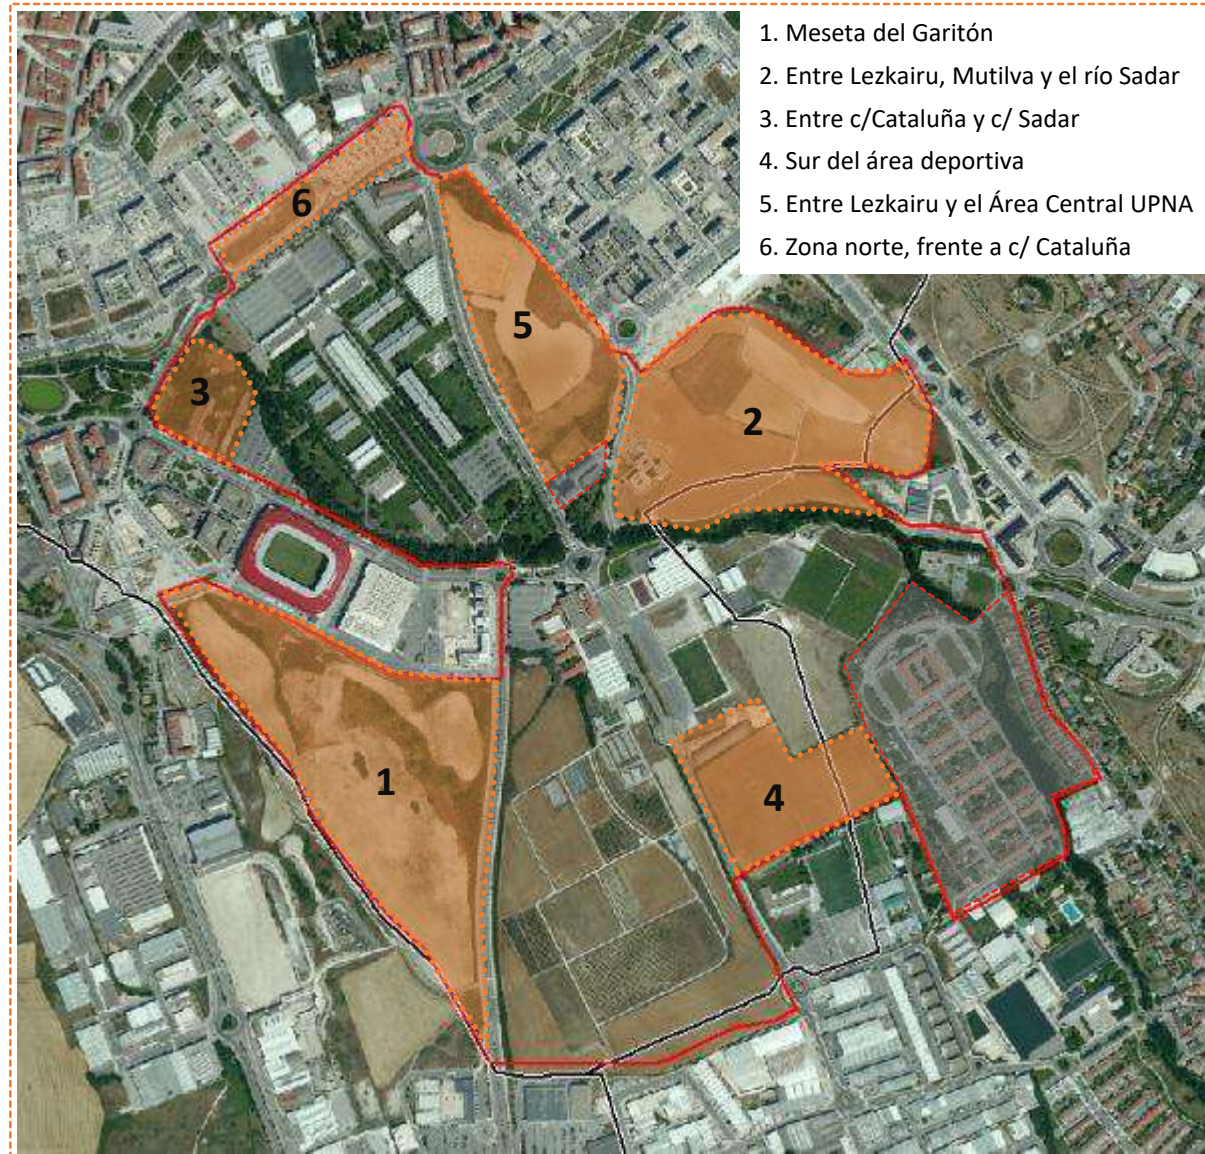 1. Meseta del Garitón
2. Entre Lezkairu, Mutilva y el río Sadar
3. Entre c/Cataluña y c/ Sadar
4. Sur del área deportiva
5. Entre Lezkairu y el Área Central UPNA
6. Zona norte, frente a c/ Cataluña
6
5
3
2
1
4